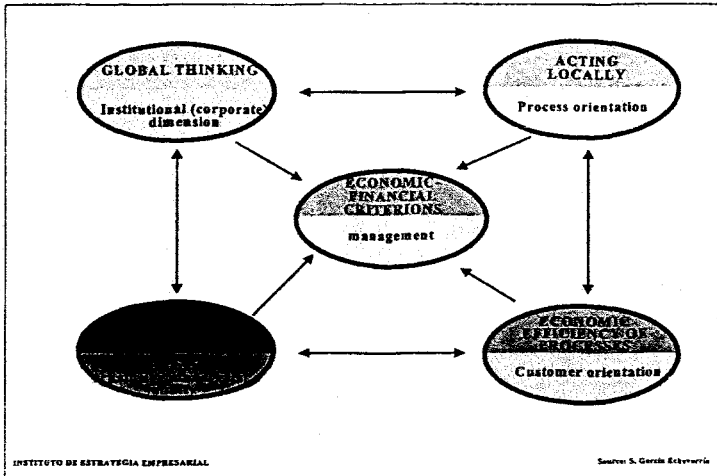 GLOBAL THINKING
Institutional (corporate)
dimension
ACTING
LOCALLY
Process orientation
ECONOMIC-
FINANCIAL
CRITERIONS
management
ECONOMIC
EFFICIENCY OF
PROCESSES
Customer orientation
INSTITUTO DE ESTRATEGIA EMPRESARIAL
Source: S. García Echevarría